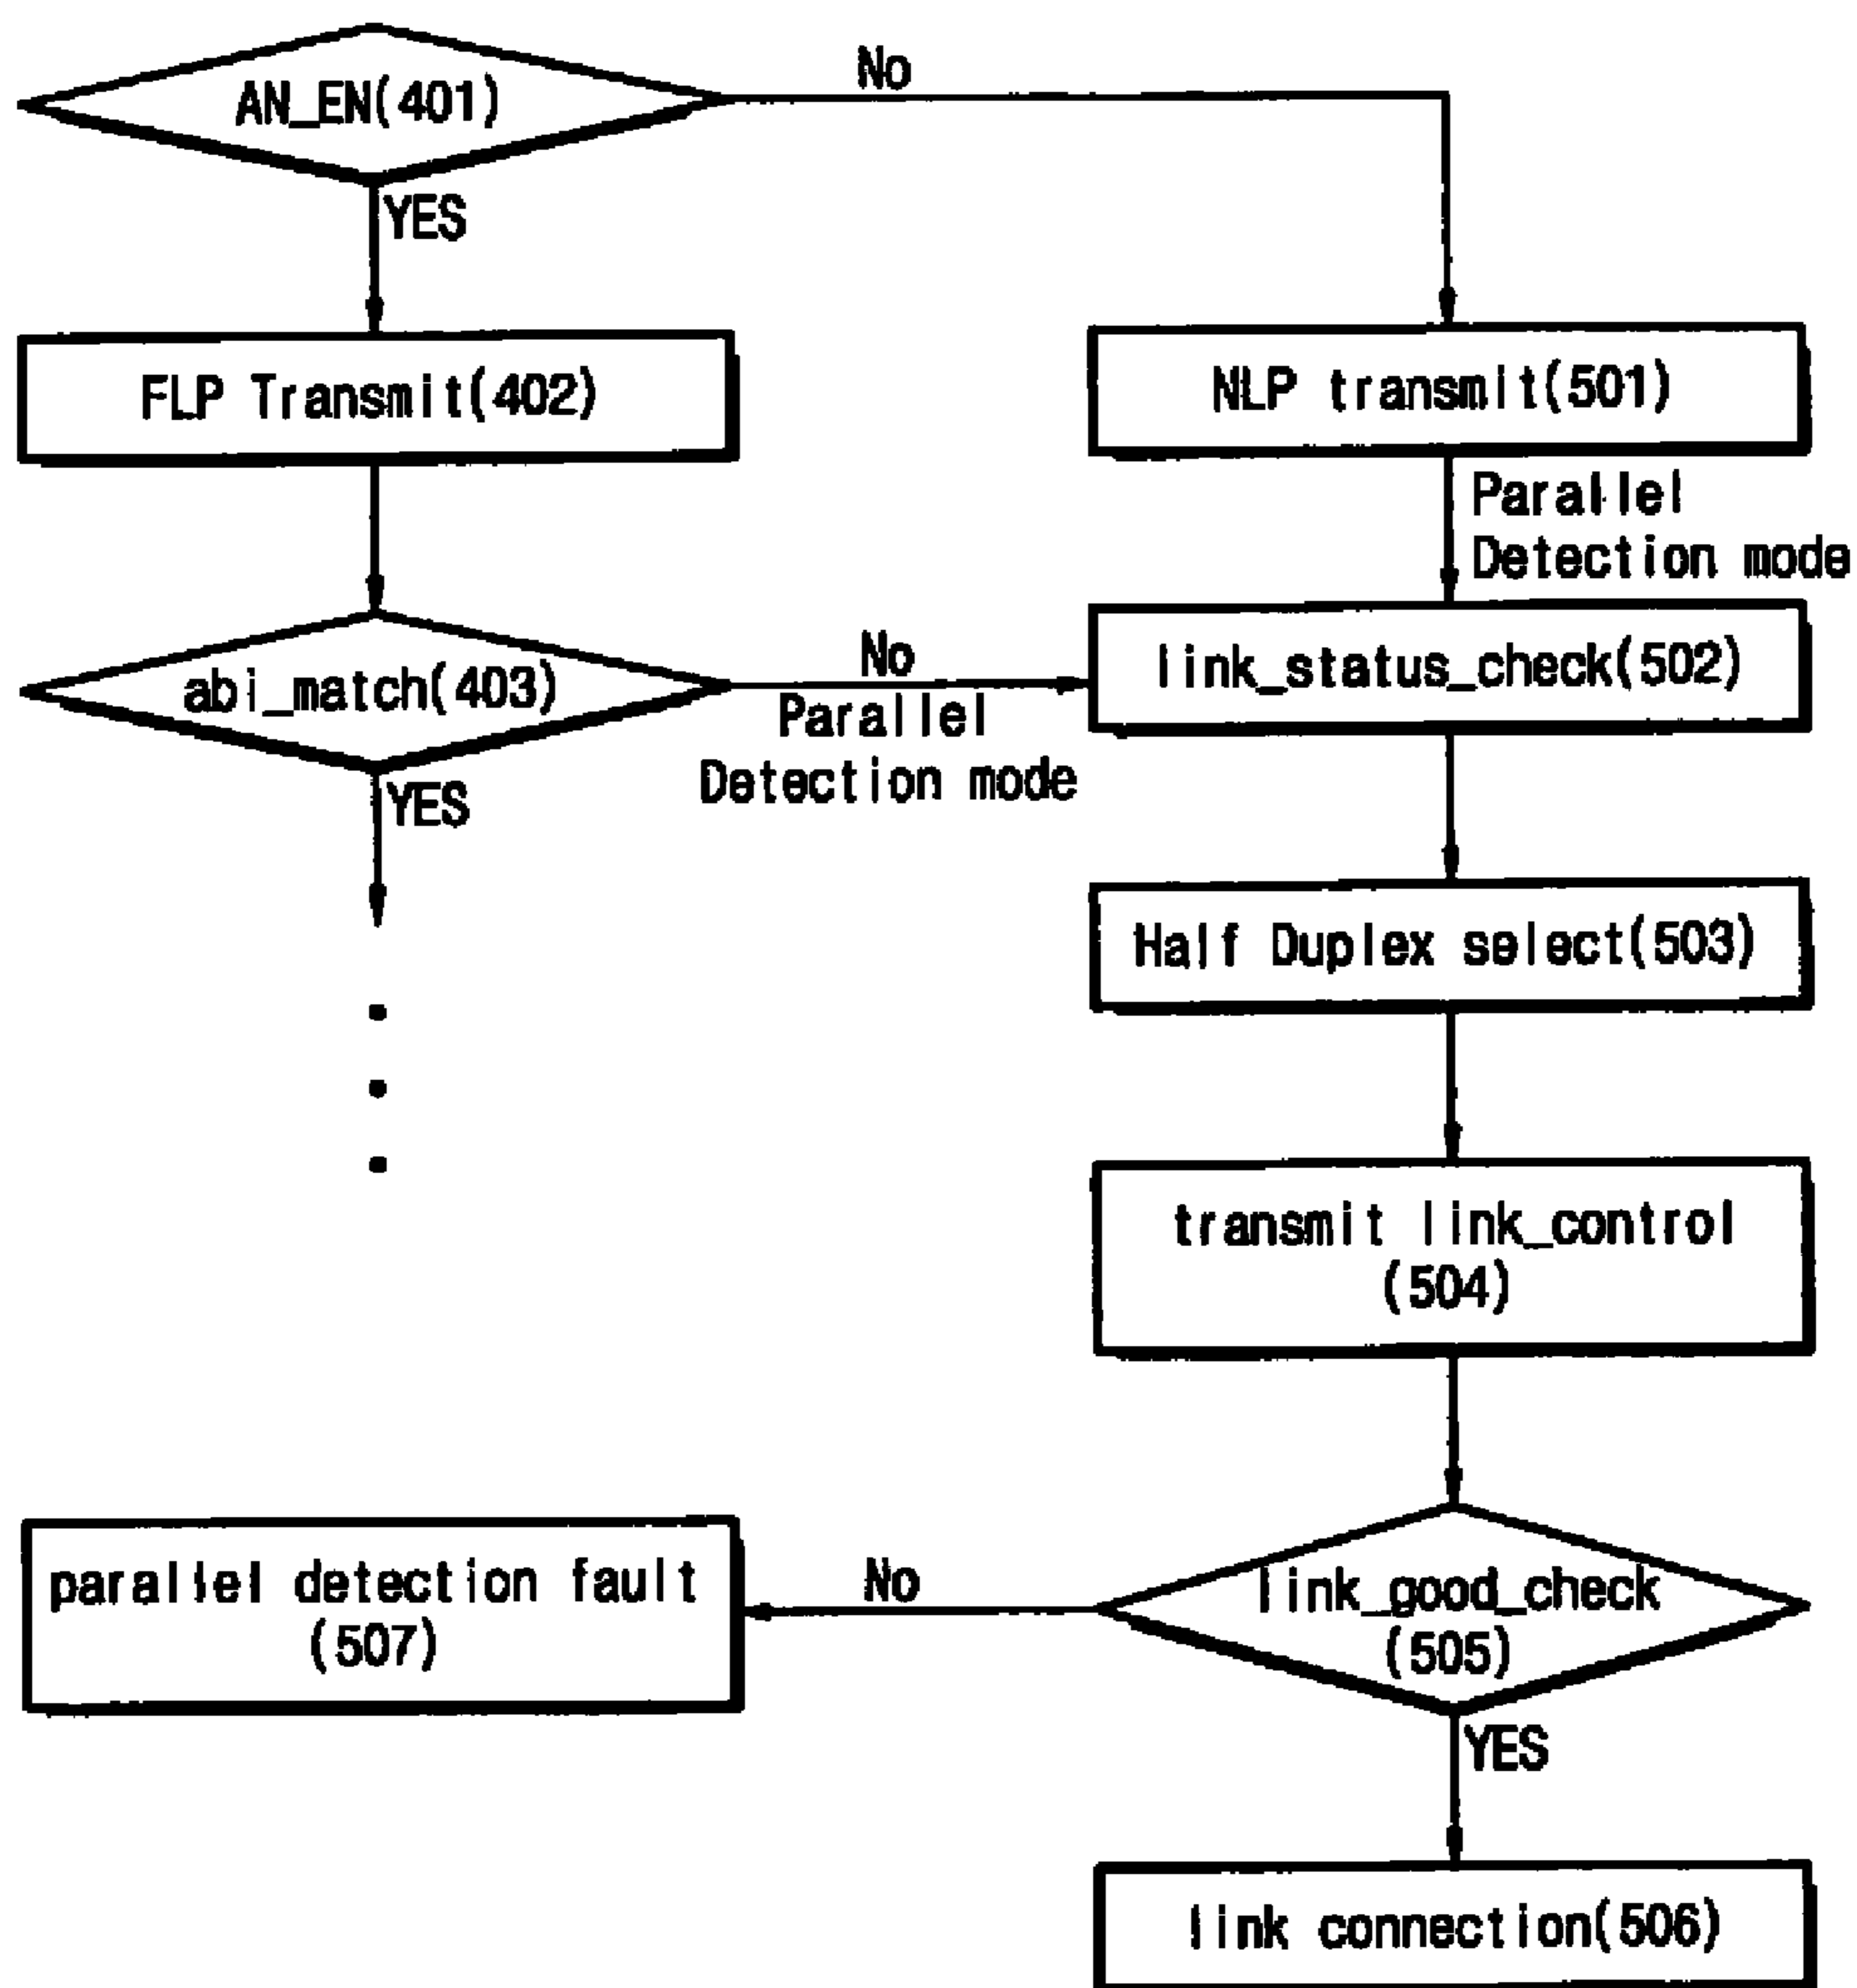 AN_EN(401)
No
YES
FLP Transmit(402)
NLP transmit(501)
Parallel
Detection mode
abi_match(403)
No
Parallel
Detection mode
link_status_check(502)
YES
Half Duplex select(503)
transmit link_control
(504)
parallel detection fault
(507)
No
link_good_check
(505)
YES
link connection(506)